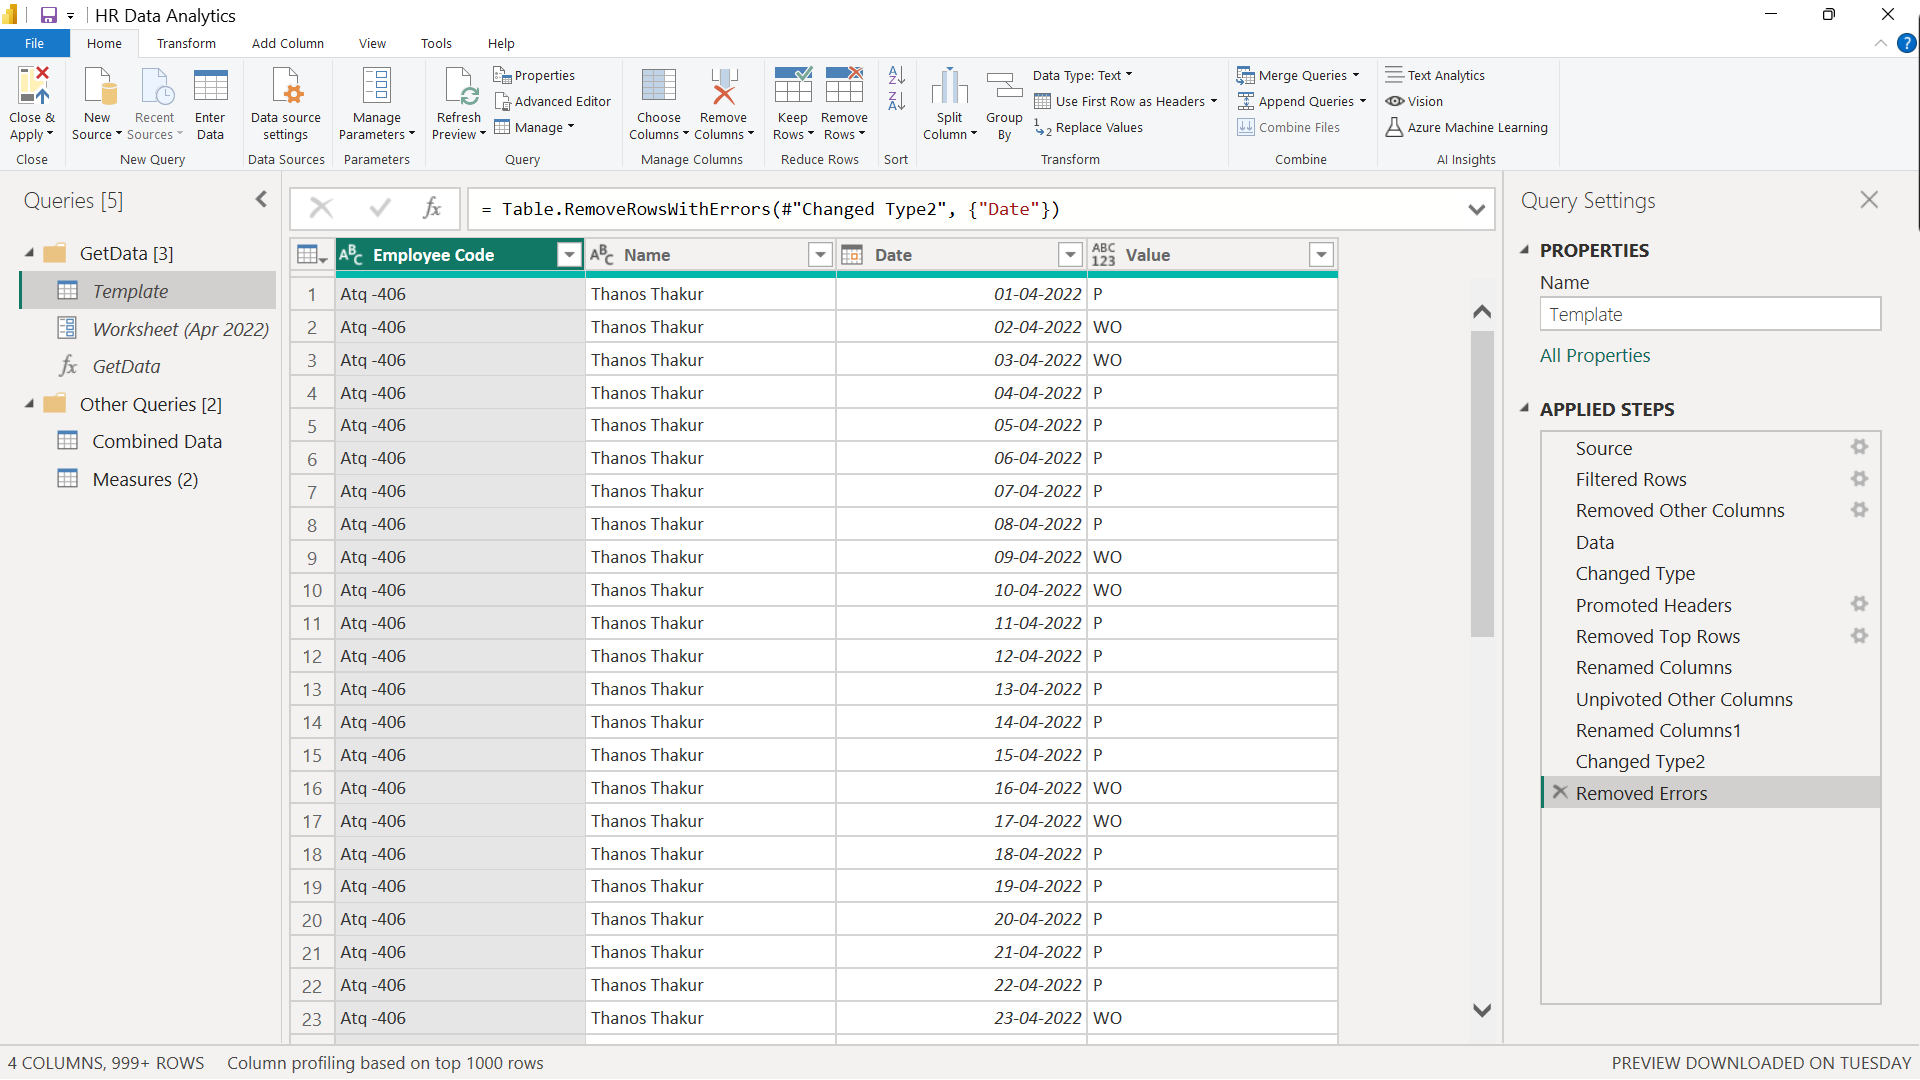 HR Data Analytics
File Home Transform Add Column View Tools Help
Close & Apply
Close
New Source
Recent Sources
Enter Data
New Query
Data source settings
Data Sources
Manage Parameters
Parameters
Refresh Preview
Properties
Advanced Editor
Manage
Query
Choose Columns
Remove Columns
Manage Columns
Keep Rows
Remove Rows
Reduce Rows
Sort
Split Column
Group By
Data Type: Text
Use First Row as Headers
Replace Values
Transform
Merge Queries
Append Queries
Combine Files
Combine
Text Analytics
Vision
Azure Machine Learning
AI Insights
Queries [5]
GetData [3]
Template
Worksheet (Apr 2022)
fx GetData
Other Queries [2]
Combined Data
Measures (2)
fx = Table.RemoveRowsWithErrors(#"Changed Type2", {"Date"})
ABC Employee Code ABC Name Date ABC 123 Value
1 Atq -406 Thanos Thakur 01-04-2022 P
2 Atq -406 Thanos Thakur 02-04-2022 WO
3 Atq -406 Thanos Thakur 03-04-2022 WO
4 Atq -406 Thanos Thakur 04-04-2022 P
5 Atq -406 Thanos Thakur 05-04-2022 P
6 Atq -406 Thanos Thakur 06-04-2022 P
7 Atq -406 Thanos Thakur 07-04-2022 P
8 Atq -406 Thanos Thakur 08-04-2022 P
9 Atq -406 Thanos Thakur 09-04-2022 WO
10 Atq -406 Thanos Thakur 10-04-2022 WO
11 Atq -406 Thanos Thakur 11-04-2022 P
12 Atq -406 Thanos Thakur 12-04-2022 P
13 Atq -406 Thanos Thakur 13-04-2022 P
14 Atq -406 Thanos Thakur 14-04-2022 P
15 Atq -406 Thanos Thakur 15-04-2022 P
16 Atq -406 Thanos Thakur 16-04-2022 WO
17 Atq -406 Thanos Thakur 17-04-2022 WO
18 Atq -406 Thanos Thakur 18-04-2022 P
19 Atq -406 Thanos Thakur 19-04-2022 P
20 Atq -406 Thanos Thakur 20-04-2022 P
21 Atq -406 Thanos Thakur 21-04-2022 P
22 Atq -406 Thanos Thakur 22-04-2022 P
23 Atq -406 Thanos Thakur 23-04-2022 WO
Query Settings
PROPERTIES
Name
Template
All Properties
APPLIED STEPS
Source
Filtered Rows
Removed Other Columns
Data
Changed Type
Promoted Headers
Removed Top Rows
Renamed Columns
Unpivoted Other Columns
Renamed Columns1
Changed Type2
Removed Errors
4 COLUMNS, 999+ ROWS Column profiling based on top 1000 rows
PREVIEW DOWNLOADED ON TUESDAY